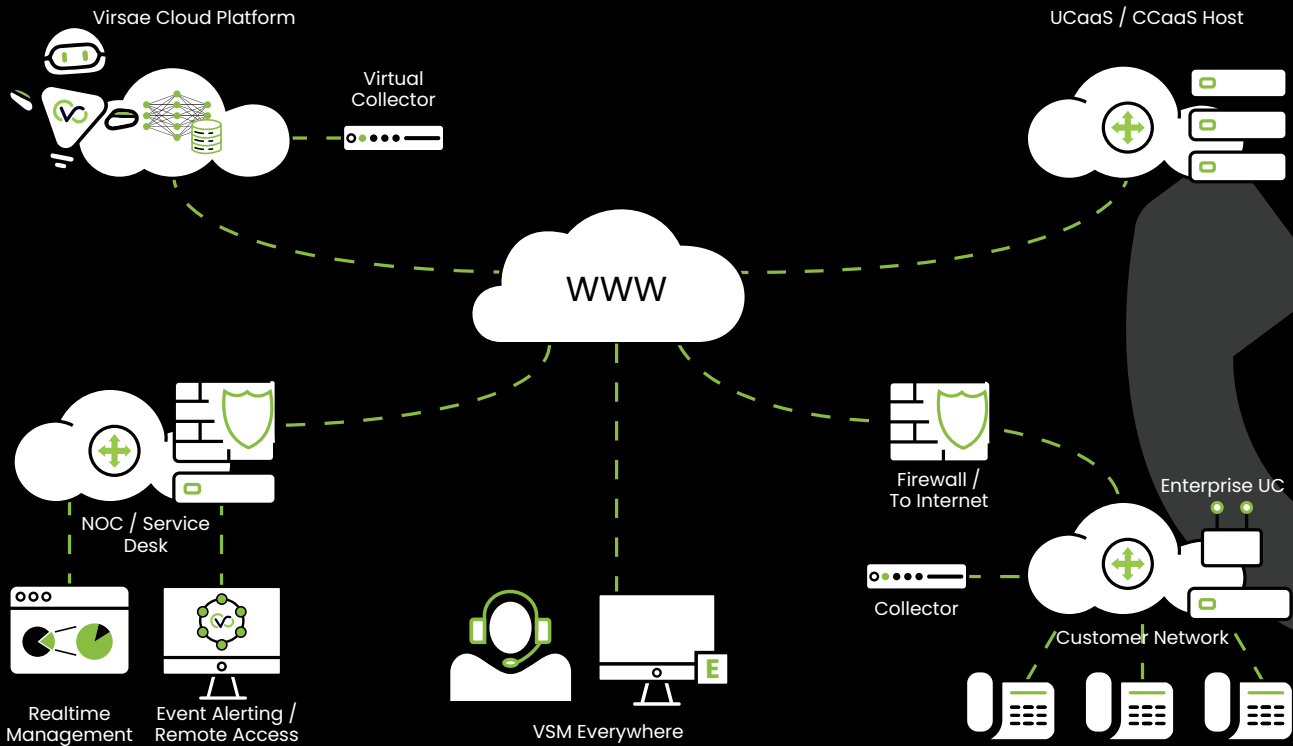 Virsae Cloud Platform
UCaaS / CCaaS Host
Virtual
Collector
WWW
Firewall /
To Internet
Enterprise UC
NOC / Service
Desk
Collector
Customer Network
E
Realtime
Management
Event Alerting /
Remote Access
VSM Everywhere